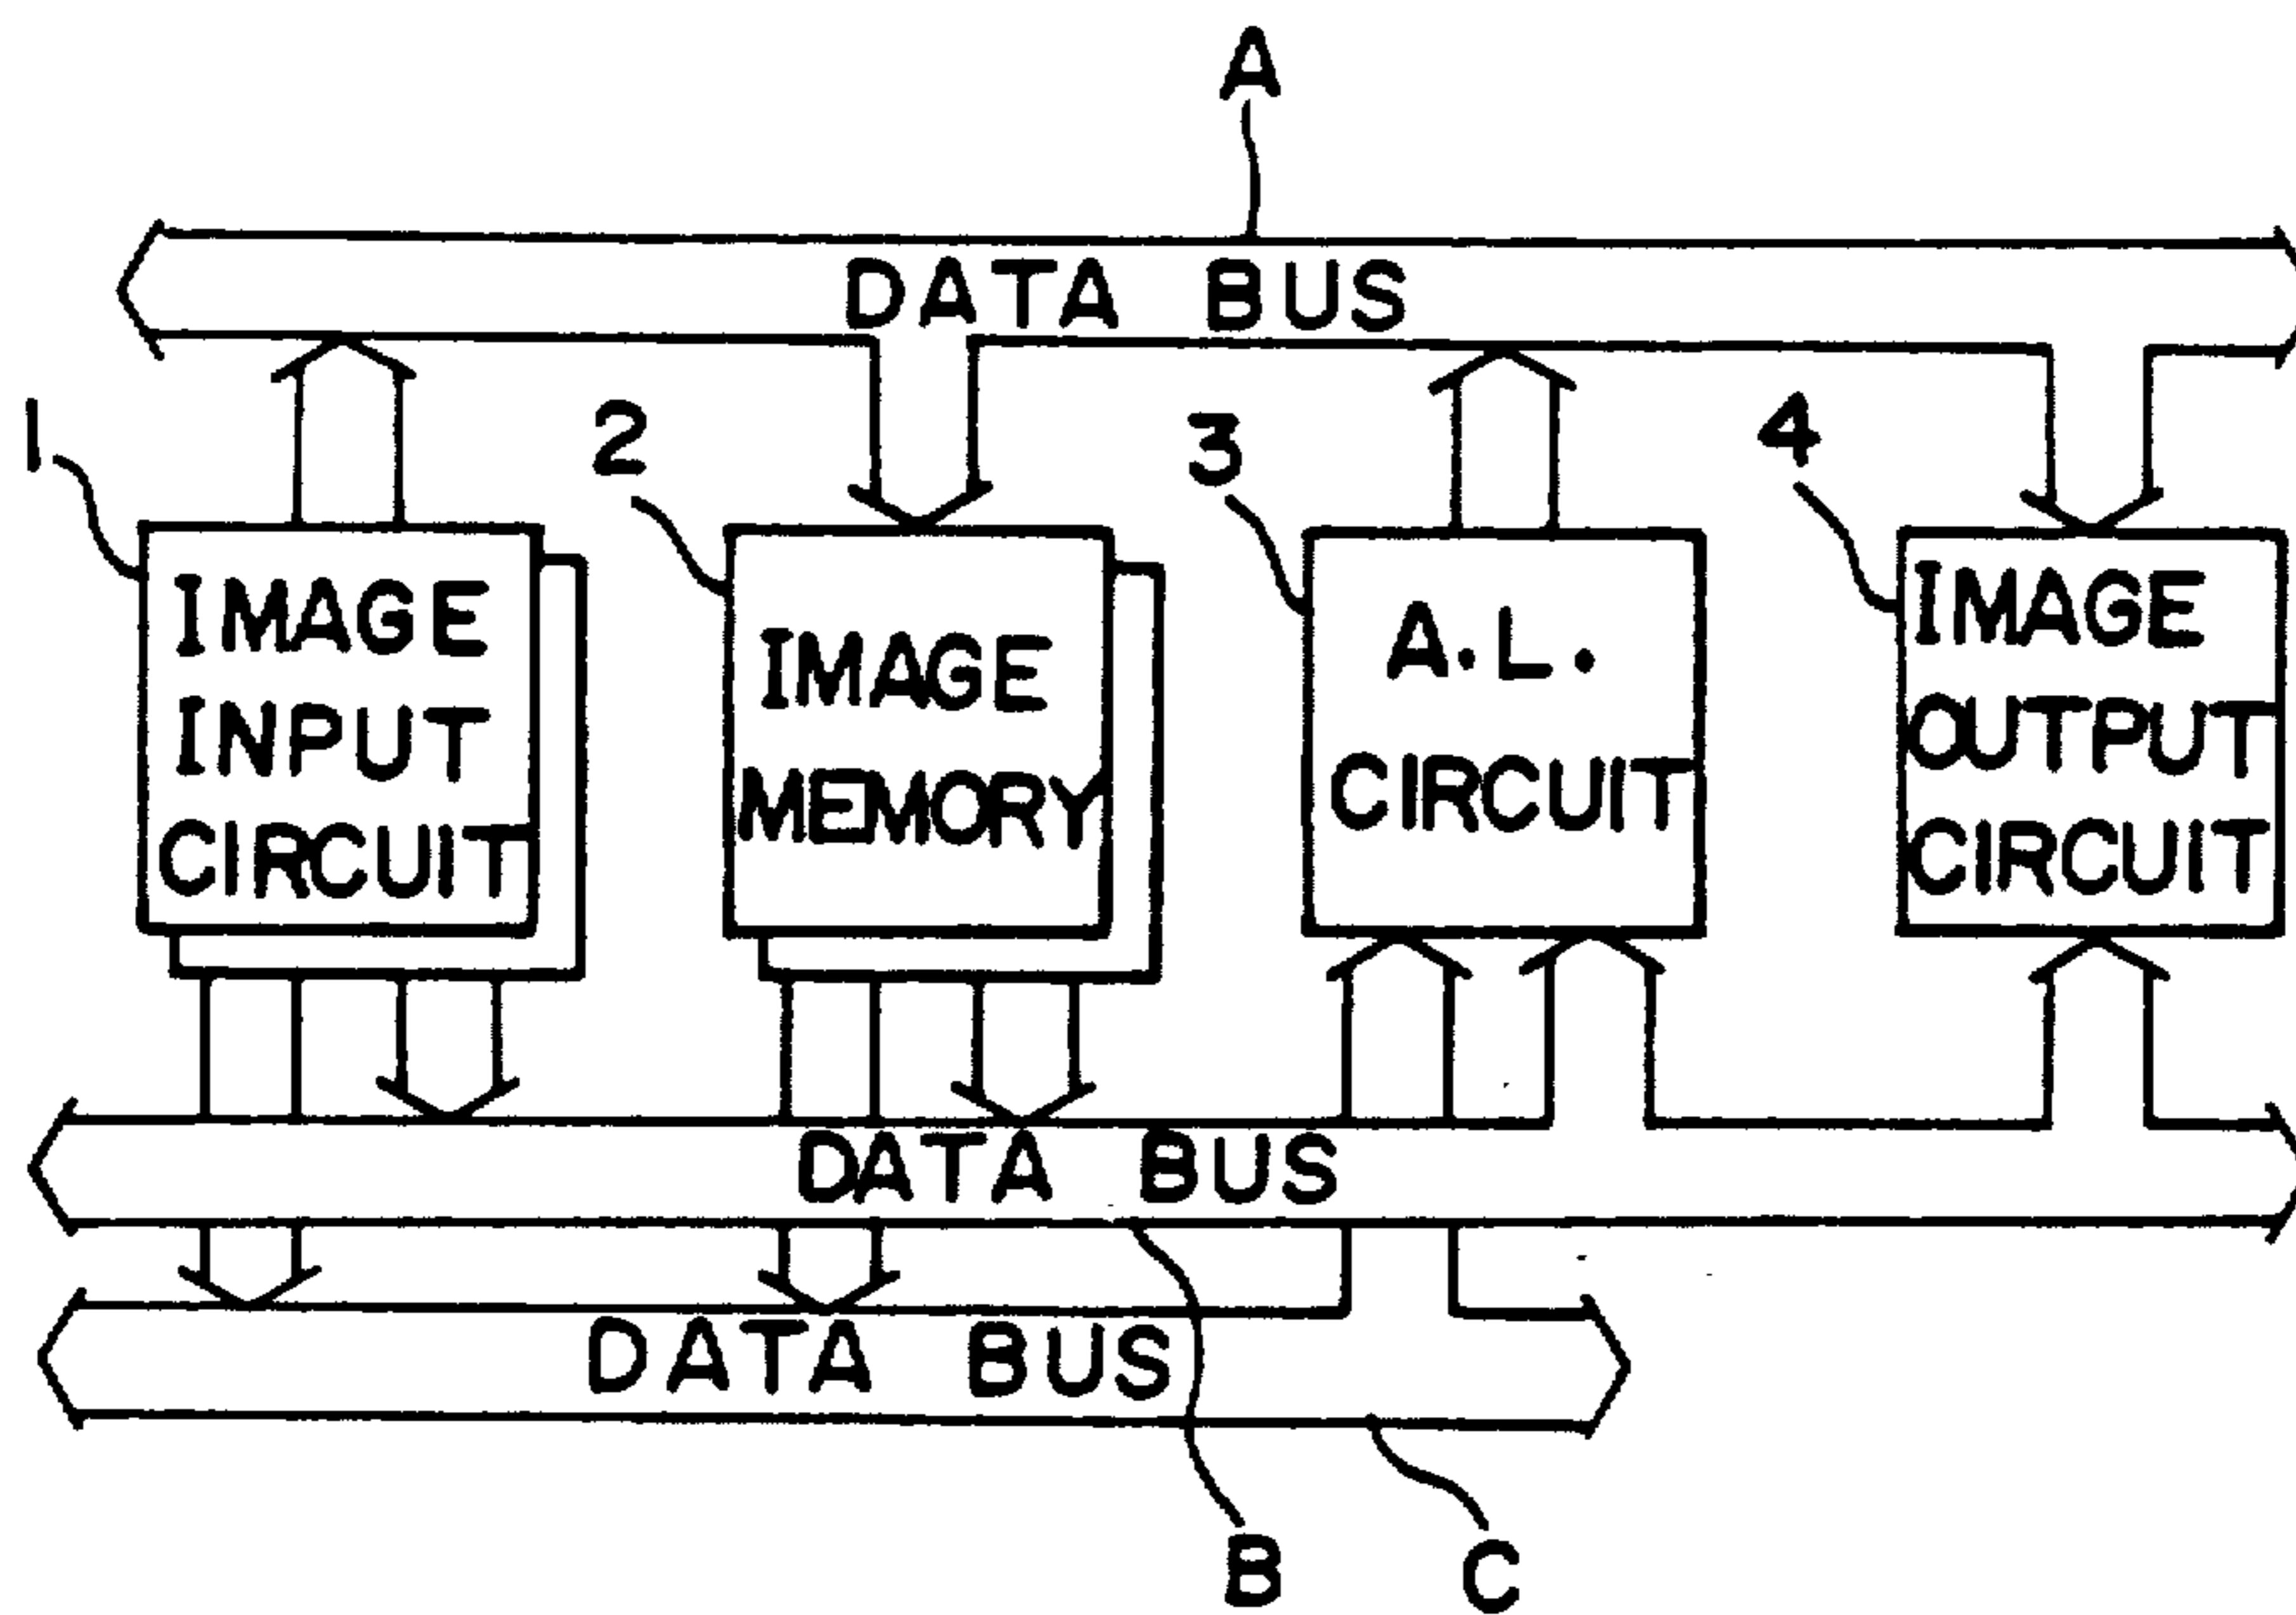 A
DATA BUS
1
2
3
4
IMAGE
INPUT
CIRCUIT
IMAGE
MEMORY
A.L.
CIRCUIT
IMAGE
OUTPUT
CIRCUIT
DATA BUS
DATA BUS
B
C